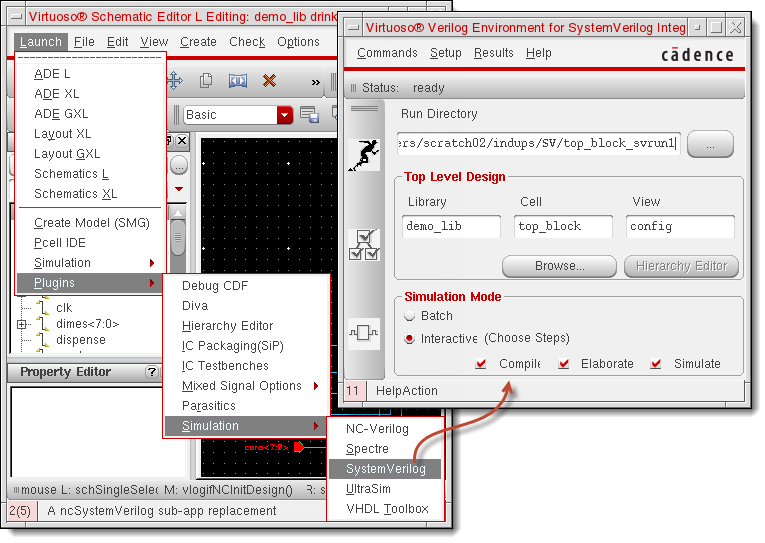 Virtuoso® Schematic Editor L Editing: demo_lib drink
Launch File Edit View Create Check Options
ADE L
ADE XL
ADE GXL
Layout XL
Layout GXL
Schematics L
Schematics XL
Create Model (SMG)
Pcell IDE
Simulation
Plugins
»
Basic
...
clk
dimes<7:0>
dispense
Property Editor ?
Debug CDF
Diva
Hierarchy Editor
IC Packaging(SiP)
IC Testbenches
Mixed Signal Options
Parasitics
Simulation
cons<7:0>
NC-Verilog
Spectre
SystemVerilog
UltraSim
VHDL Toolbox
mouse L: schSingleSelec M: vlogifNCInitDesign() R: s
2(5) A ncSystemVerilog sub-app replacement
Virtuoso® Verilog Environment for SystemVerilog Integ
Commands Setup Results Help
cādence
Status: ready
Run Directory
ers/scratch02/indups/SV/top_block_svrun1
...
Top Level Design
Library Cell View
demo_lib top_block config
Browse... Hierarchy Editor
Simulation Mode
Batch
Interactive (Choose Steps)
Compile Elaborate Simulate
11 HelpAction